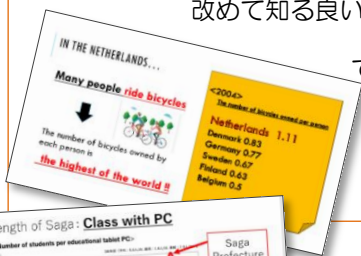 改めて知る良い
IN THE NETHERLANDS...
Many people ride bicycles
The number of bicycles owned by
each person is
the highest of the world !!
<2004>
The number of bicycles owned per person
Netherlands 1.11
Denmark 0.83
Germany 0.77
Sweden 0.67
Finland 0.63
Belgium 0.5
ength of Saga: Class with PC
umber of students per educational tablet PC>
Saga
Prefecture